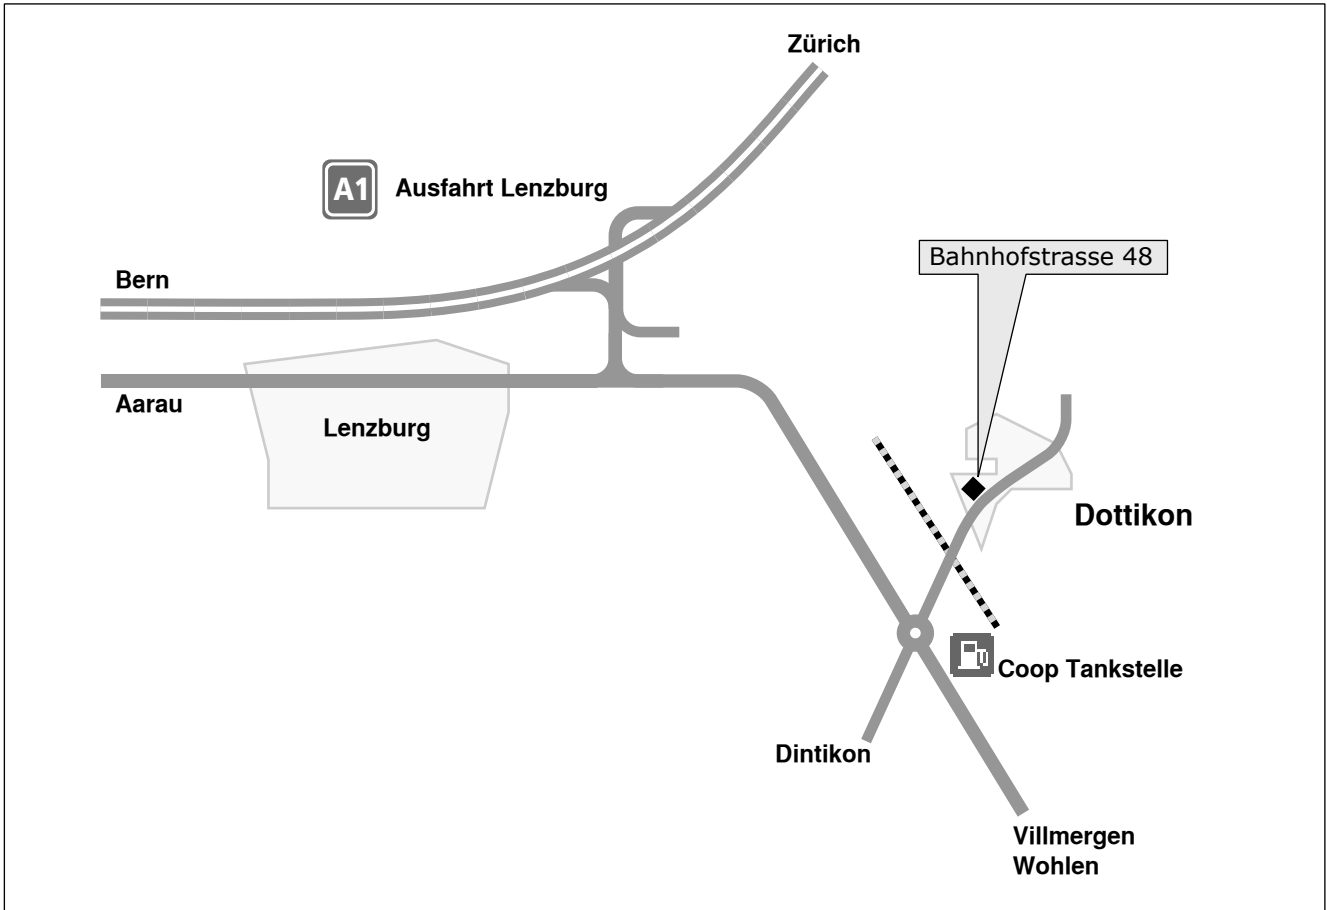 Zürich
A1
Ausfahrt Lenzburg
Bahnhofstrasse 48
Bern
Aarau
Lenzburg
Dottikon
Coop Tankstelle
Dintikon
Villmergen
Wohlen